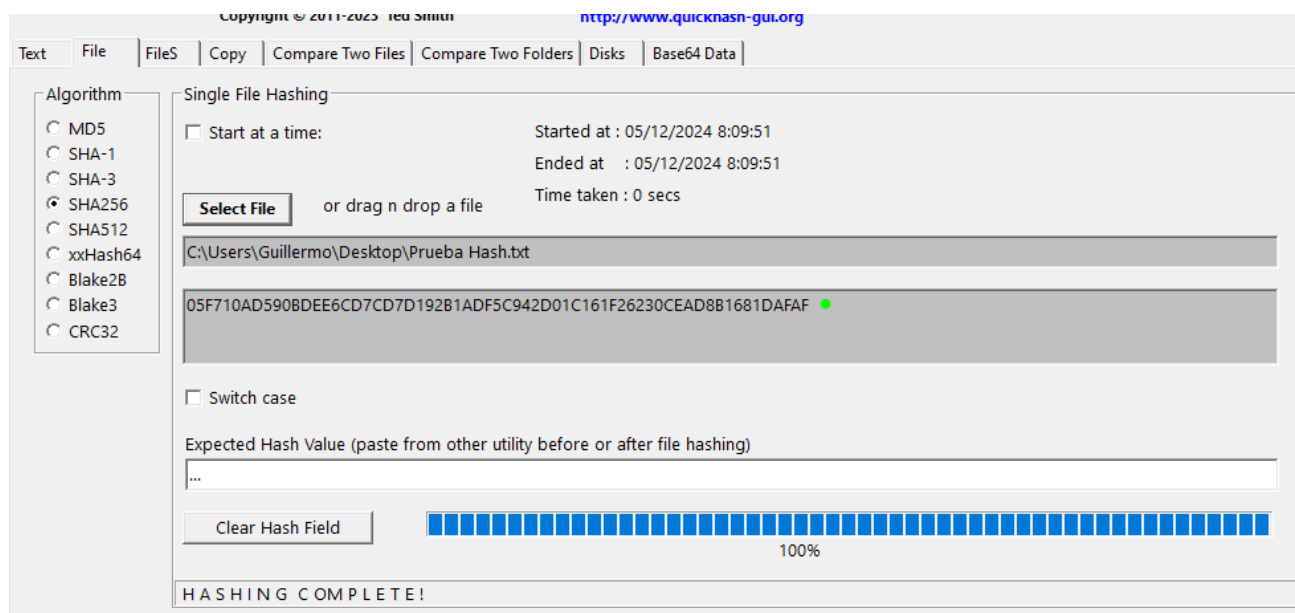 Copyright © 2011-2023 Ted Smith http://www.quickhash-gui.org
Text File FileS Copy Compare Two Files Compare Two Folders Disks Base64 Data
Algorithm
MD5
SHA-1
SHA-3
SHA256
SHA512
xxHash64
Blake2B
Blake3
CRC32
Single File Hashing
Start at a time:
Started at : 05/12/2024 8:09:51
Ended at : 05/12/2024 8:09:51
Time taken : 0 secs
Select File or drag n drop a file
C:\Users\Guillermo\Desktop\Prueba Hash.txt
05F710AD590BDEE6CD7CD7D192B1ADF5C942D01C161F26230CEAD8B1681DAFAF
Switch case
Expected Hash Value (paste from other utility before or after file hashing)
...
Clear Hash Field
100%
HASHING COMPLETE!